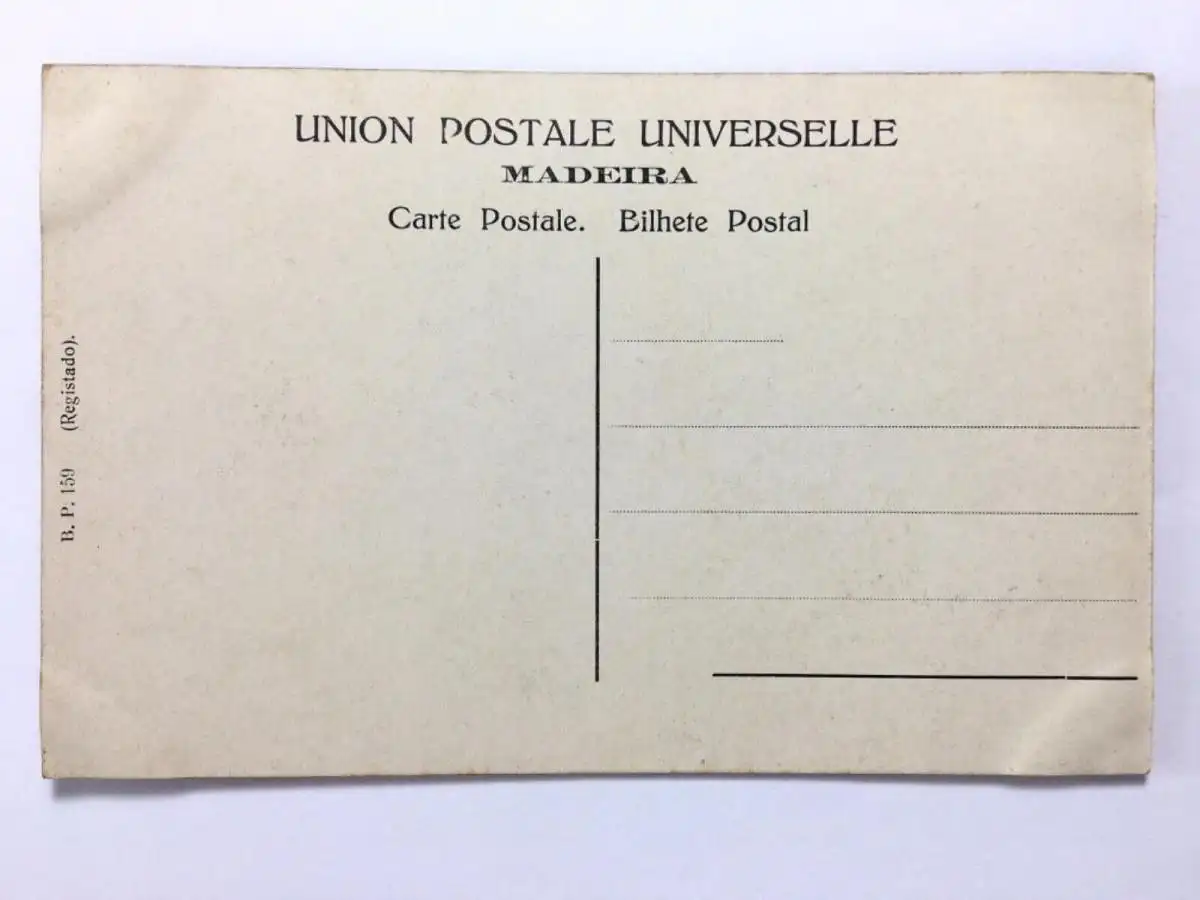 UNION POSTALE UNIVERSELLE
MADEIRA
Carte Postale. Bilhete Postal
B. P. 159 (Registado).